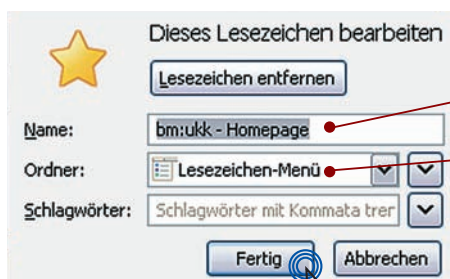 Dieses Lesezeichen bearbeiten
Lesezeichen entfernen
Name: bm:ukk - Homepage
Ordner: Lesezeichen-Menü
Schlagwörter: Schlagwörter mit Kommata trer
Fertig Abbrechen